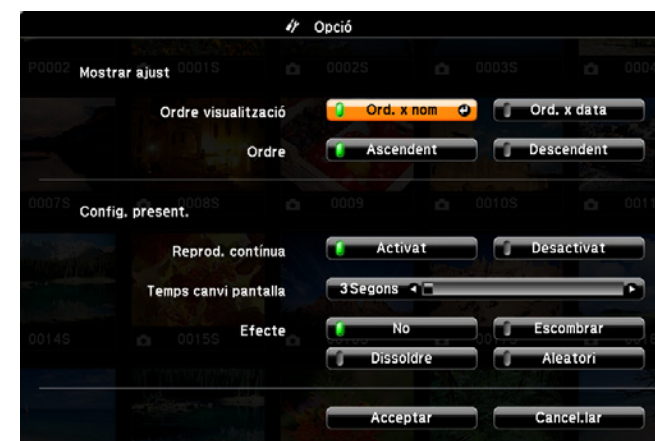 Opció
P0002 0001S 0002S 0003S 0004
Mostrar ajust
Ordre visualització Ord. x nom Ord. x data
Ordre Ascendent Descendent
0007S 0008S 0009 0010S 0011
Config. present.
Reprod. contínua Activat Desactivat
Temps canvi pantalla 3Segons
Efecte No Escombrar
0014S 0015S
Dissoldre Aleatori
Acceptar Cancel.lar